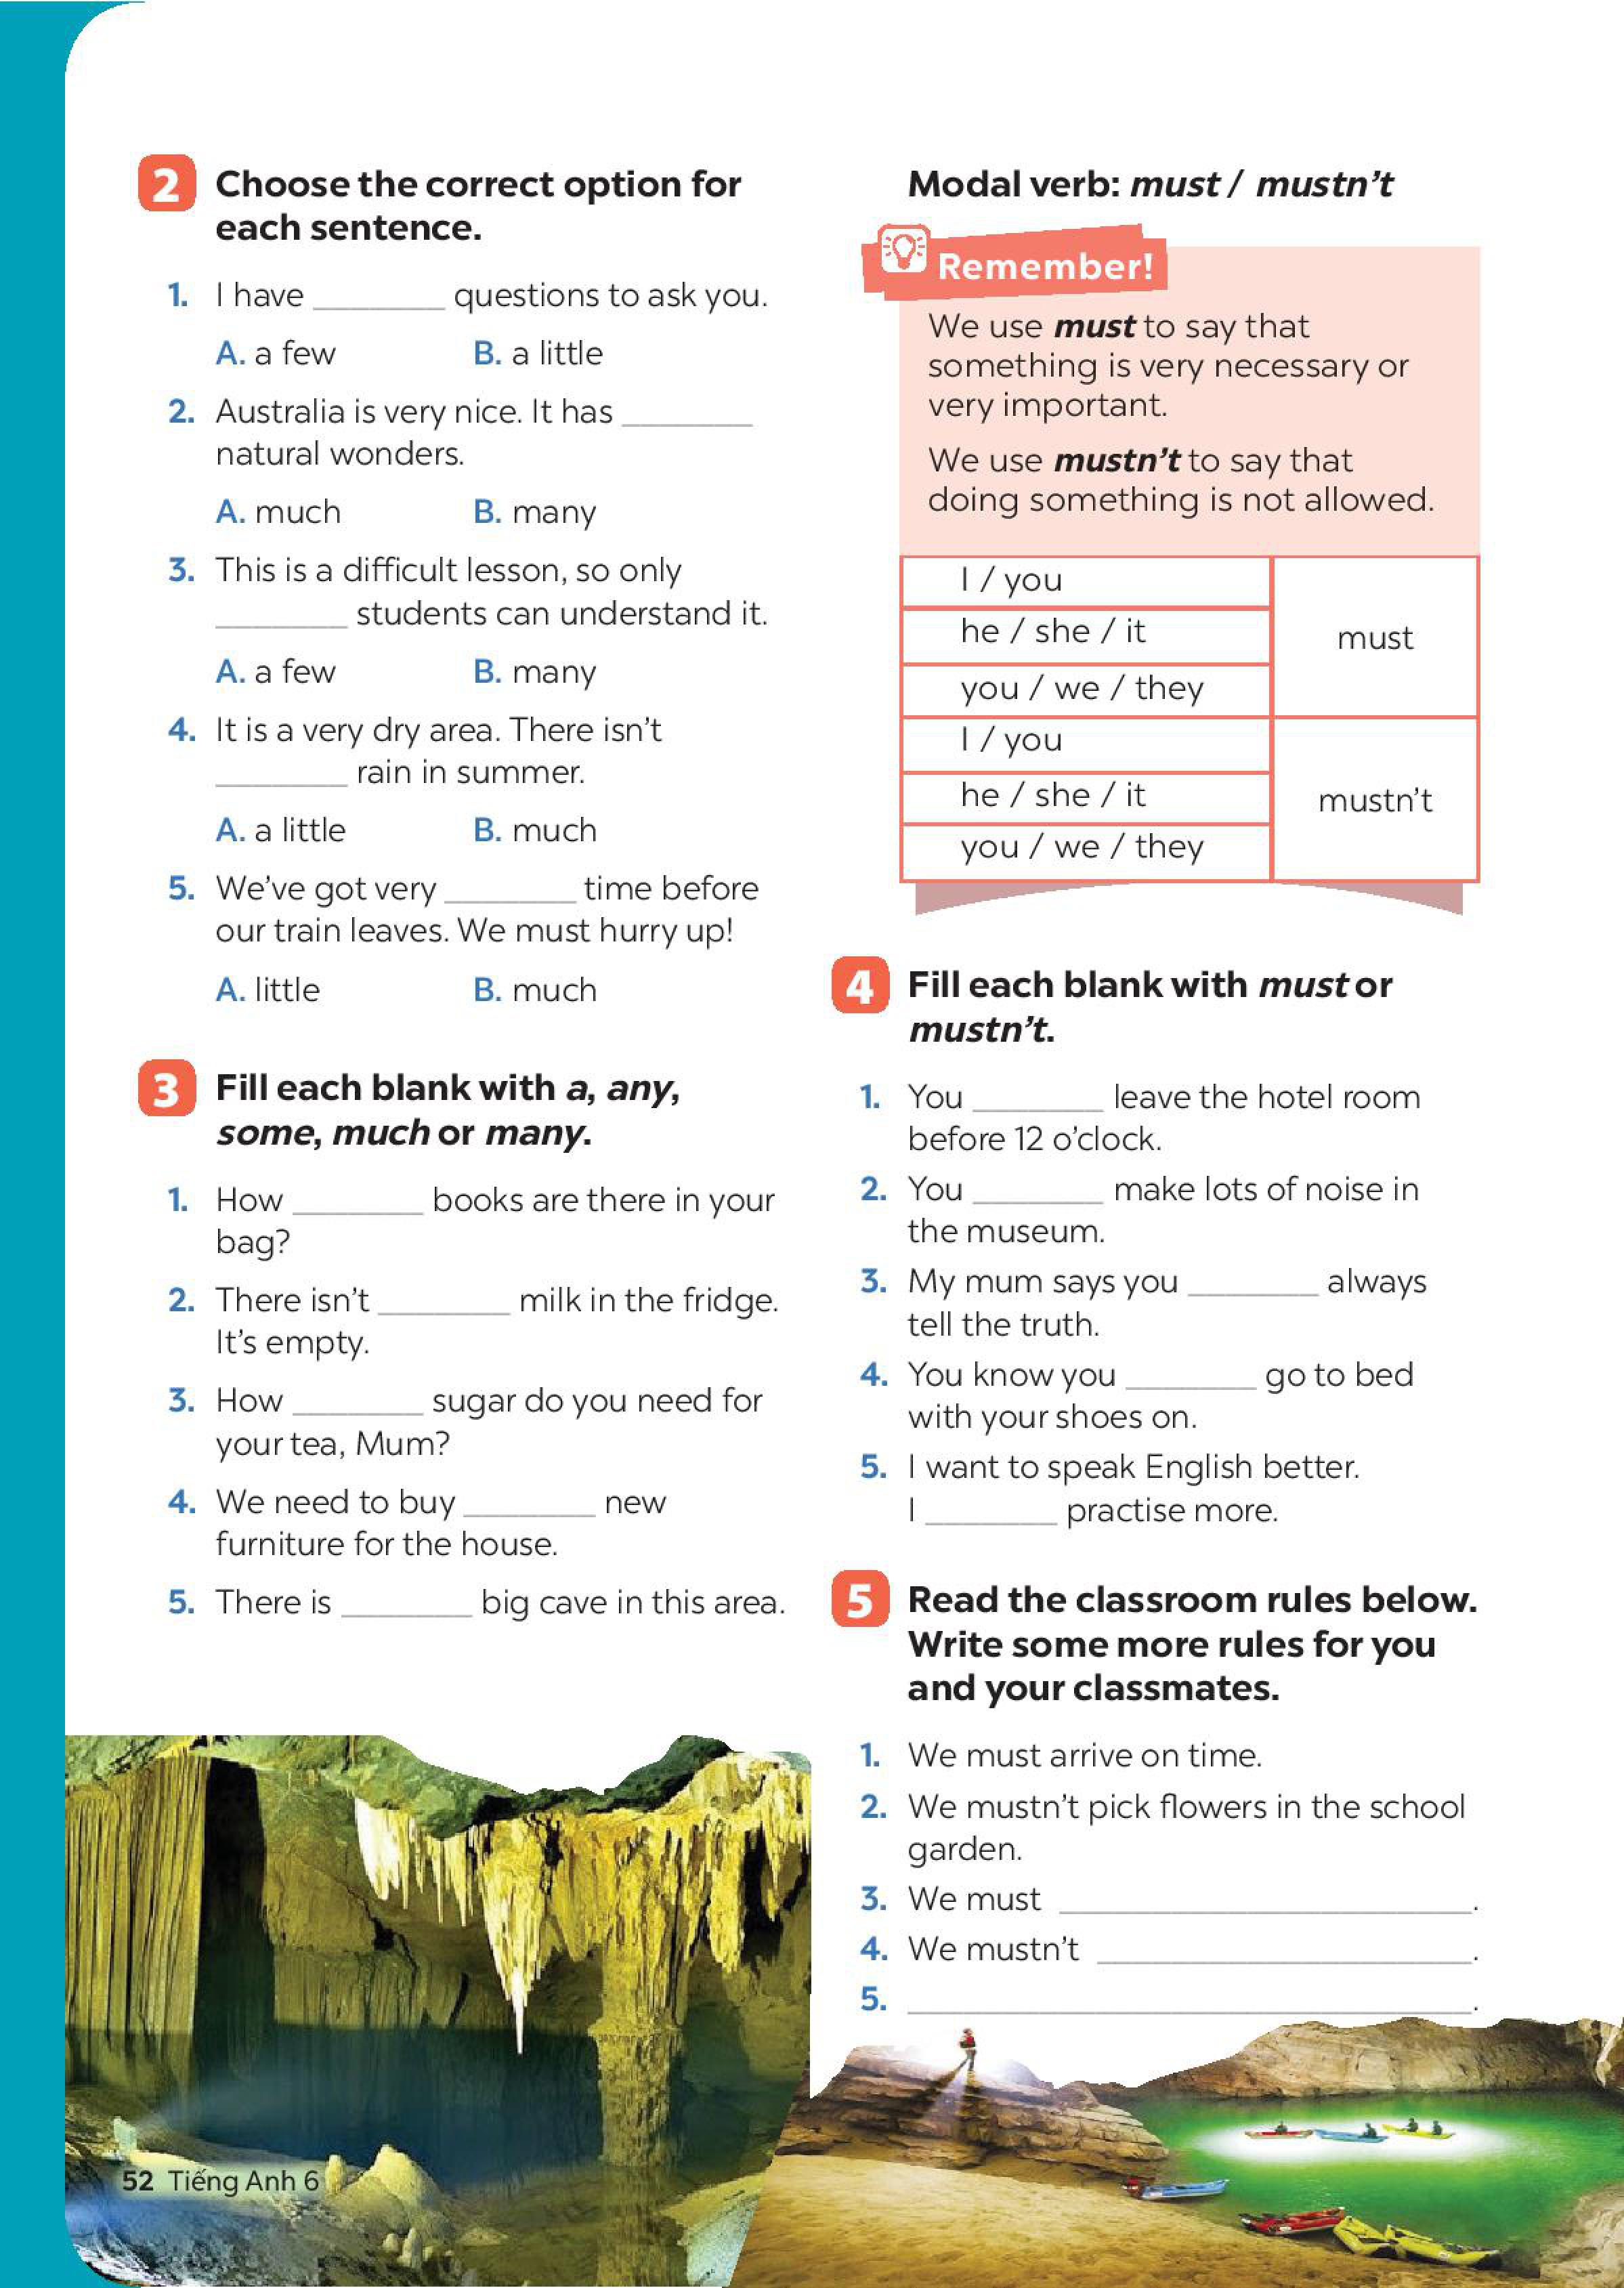 2 Choose the correct option for
each sentence.
1. I have ________ questions to ask you.
A. a few B. a little
2. Australia is very nice. It has ________
natural wonders.
A. much B. many
3. This is a difficult lesson, so only
________ students can understand it.
A. a few B. many
4. It is a very dry area. There isn’t
________ rain in summer.
A. a little B. much
5. We’ve got very ________ time before
our train leaves. We must hurry up!
A. little B. much
3 Fill each blank with a, any,
some, much or many.
1. How ________ books are there in your
bag?
2. There isn’t ________ milk in the fridge.
It’s empty.
3. How ________ sugar do you need for
your tea, Mum?
4. We need to buy ________ new
furniture for the house.
5. There is ________ big cave in this area.
Modal verb: must / mustn’t
Remember!
We use must to say that
something is very necessary or
very important.
We use mustn’t to say that
doing something is not allowed.
I / you
he / she / it
must
you / we / they
I / you
he / she / it
mustn’t
you / we / they
4 Fill each blank with must or
mustn’t.
1. You ________ leave the hotel room
before 12 o’clock.
2. You ________ make lots of noise in
the museum.
3. My mum says you ________ always
tell the truth.
4. You know you ________ go to bed
with your shoes on.
5. I want to speak English better.
I ________ practise more.
5 Read the classroom rules below.
Write some more rules for you
and your classmates.
1. We must arrive on time.
2. We mustn’t pick flowers in the school
garden.
3. We must ________________________.
4. We mustn’t ______________________.
5. ________________________________.
52 Tiếng Anh 6